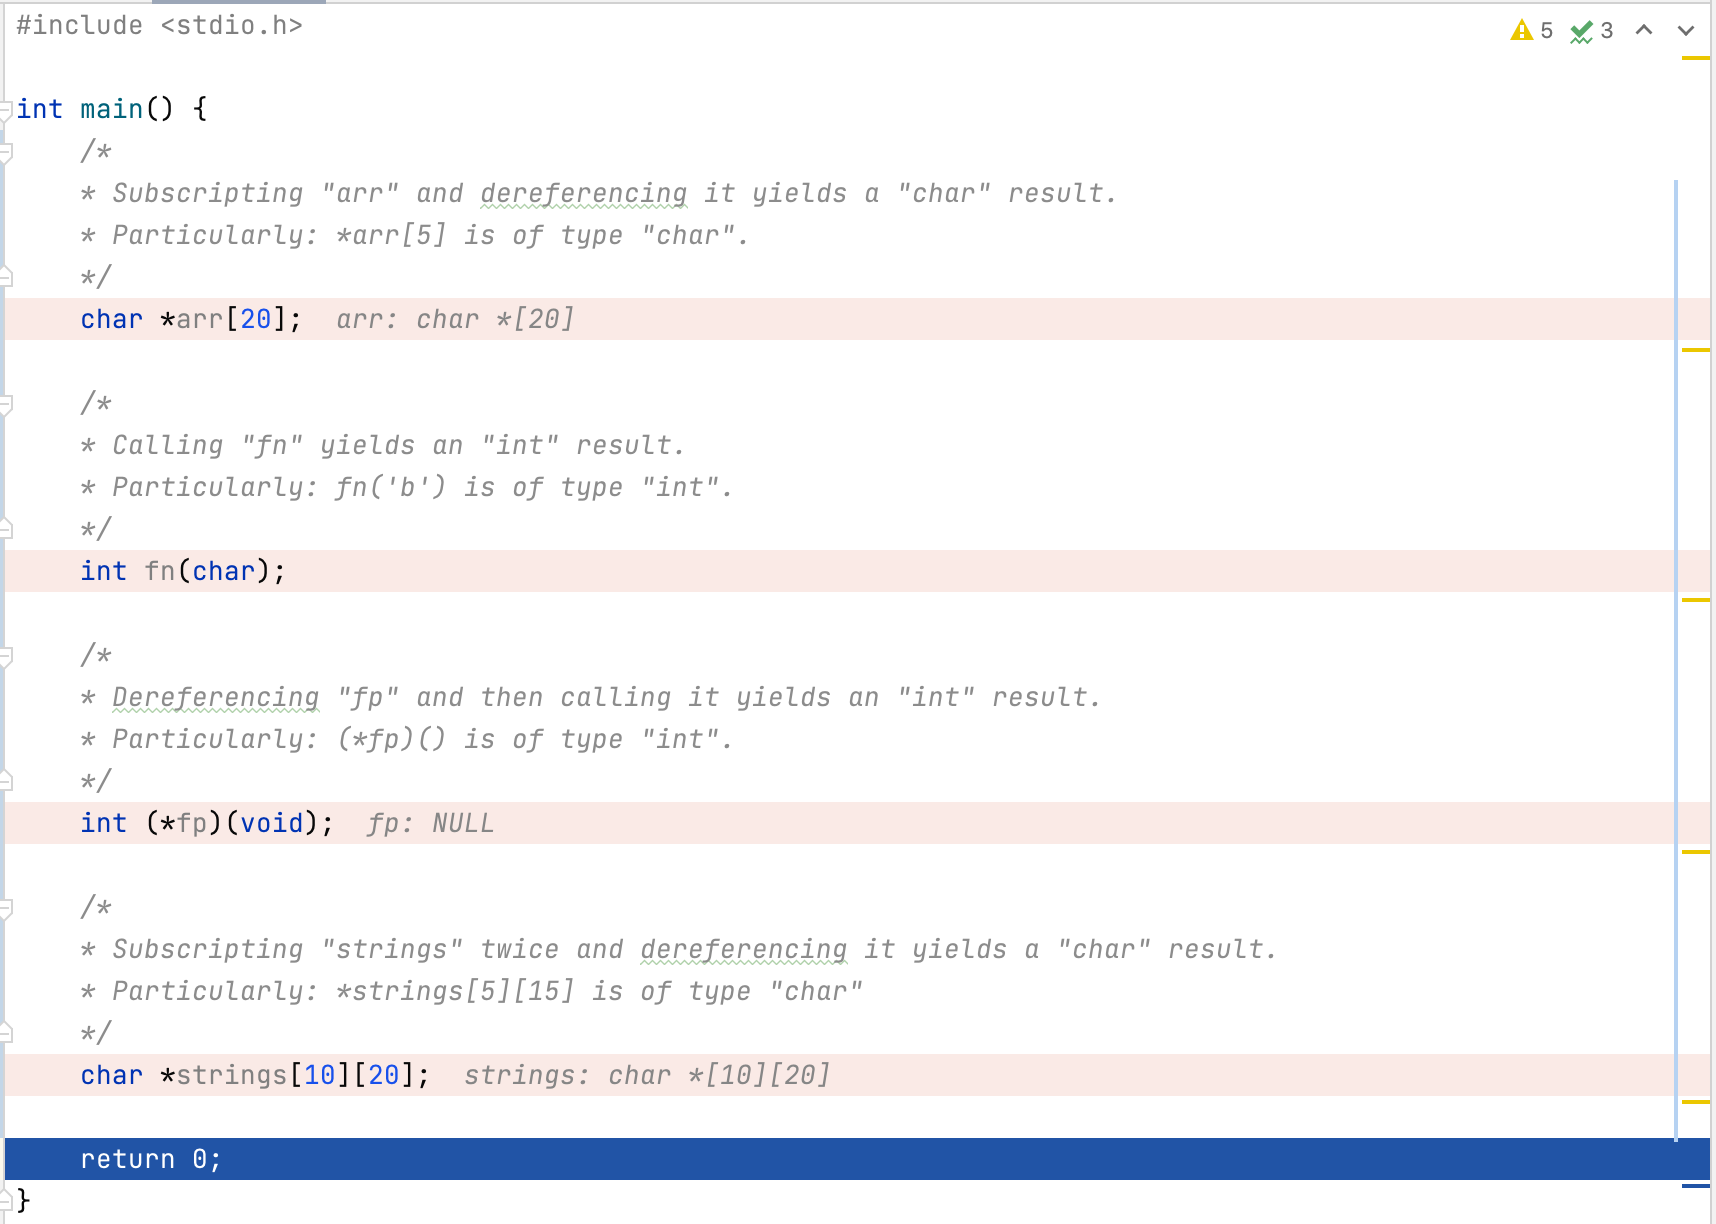 #include <stdio.h>
5 3
int main() {
/*
* Subscripting "arr" and dereferencing it yields a "char" result.
* Particularly: *arr[5] is of type "char".
*/
char *arr[20]; arr: char *[20]
/*
* Calling "fn" yields an "int" result.
* Particularly: fn('b') is of type "int".
*/
int fn(char);
/*
* Dereferencing "fp" and then calling it yields an "int" result.
* Particularly: (*fp)() is of type "int".
*/
int (*fp)(void); fp: NULL
/*
* Subscripting "strings" twice and dereferencing it yields a "char" result.
* Particularly: *strings[5][15] is of type "char"
*/
char *strings[10][20]; strings: char *[10][20]
return 0;
}